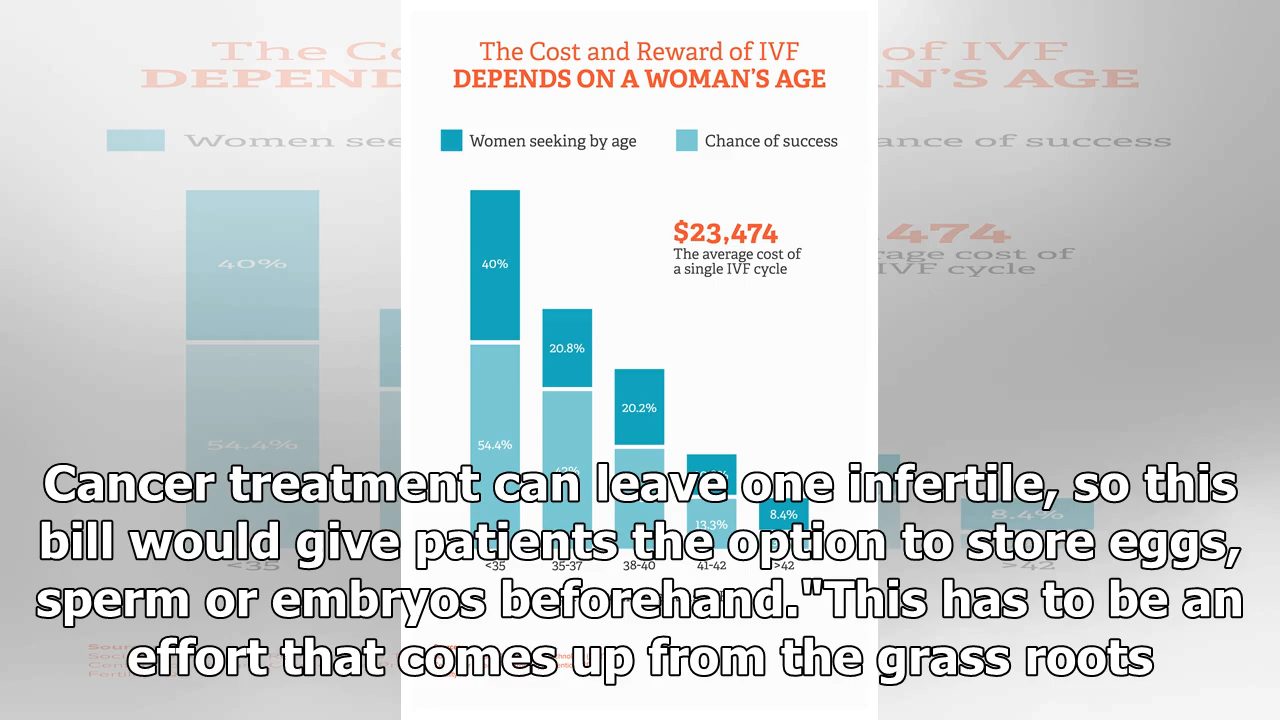 The Cost and Reward of IVF
DEPENDS ON A WOMAN'S AGE
Women seeking by age
Chance of success
$23,474
The average cost of
a single IVF cycle
40%
20.8%
20.2%
54.4%
42%
13.3%
8.4%
<35
35-37
38-40
41-42
>42
Cancer treatment can leave one infertile, so this
bill would give patients the option to store eggs,
sperm or embryos beforehand."This has to be an
effort that comes up from the grass roots